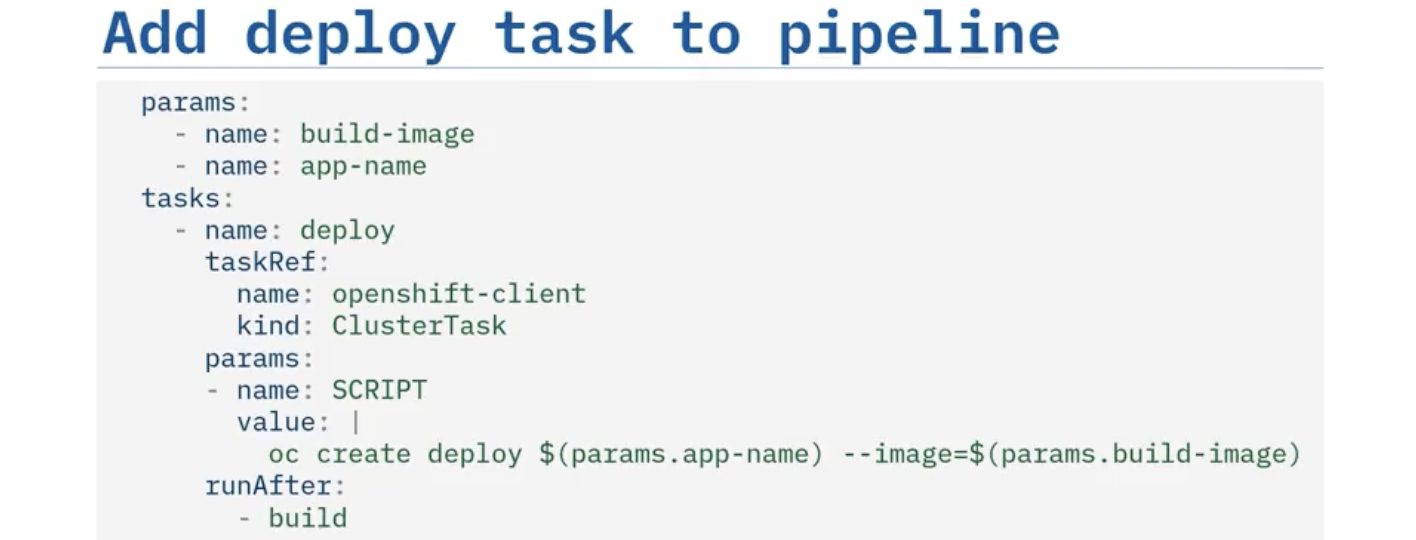 Add deploy task to pipeline
params:
  - name: build-image
  - name: app-name
tasks:
  - name: deploy
    taskRef:
      name: openshift-client
      kind: ClusterTask
    params:
    - name: SCRIPT
      value: |
        oc create deploy $(params.app-name) --image=$(params.build-image)
    runAfter:
      - build